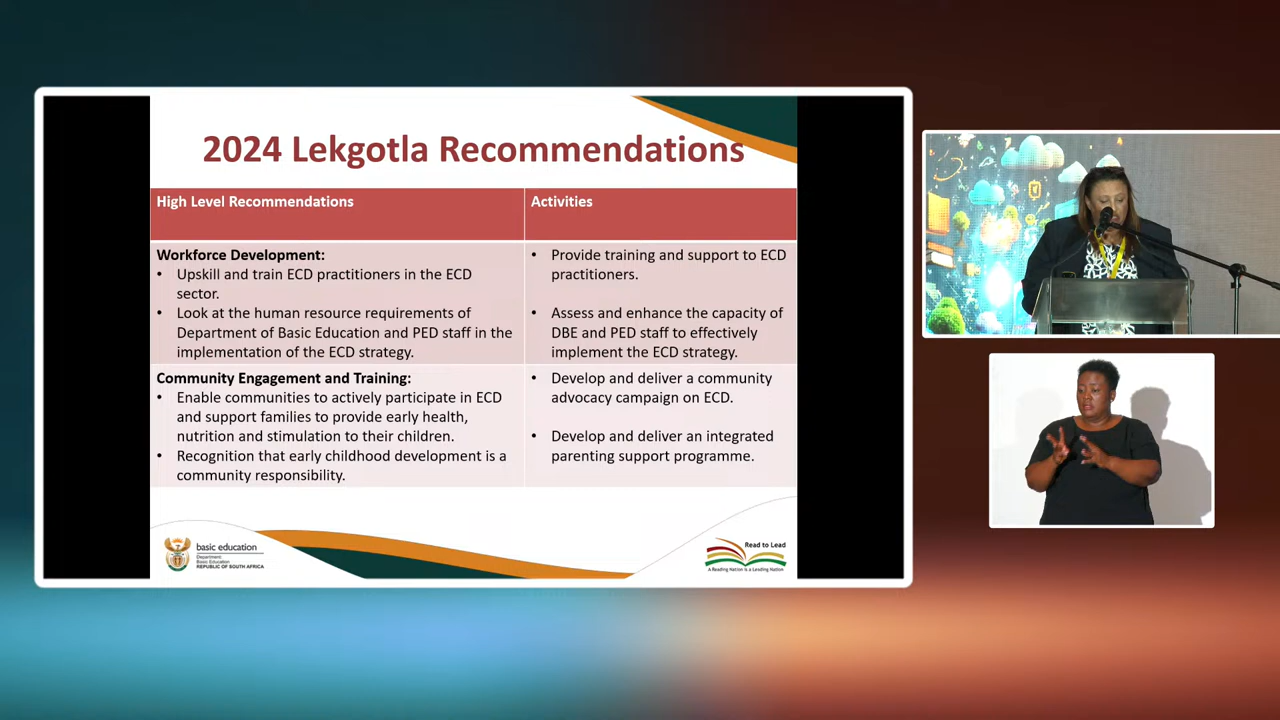 2024 Lekgotla Recommendations
High Level Recommendations
Activities
Workforce Development:
• Upskill and train ECD practitioners in the ECD
sector.
• Look at the human resource requirements of
Department of Basic Education and PED staff in the
implementation of the ECD strategy.
• Provide training and support to ECD
practitioners.
• Assess and enhance the capacity of
DBE and PED staff to effectively
implement the ECD strategy.
Community Engagement and Training:
• Enable communities to actively participate in ECD
and support families to provide early health,
nutrition and stimulation to their children.
• Recognition that early childhood development is a
community responsibility.
• Develop and deliver a community
advocacy campaign on ECD.
• Develop and deliver an integrated
parenting support programme.
basic education
Department:
Basic Education
REPUBLIC OF SOUTH AFRICA
Read to Lead
A Reading Nation is a Leading Nation